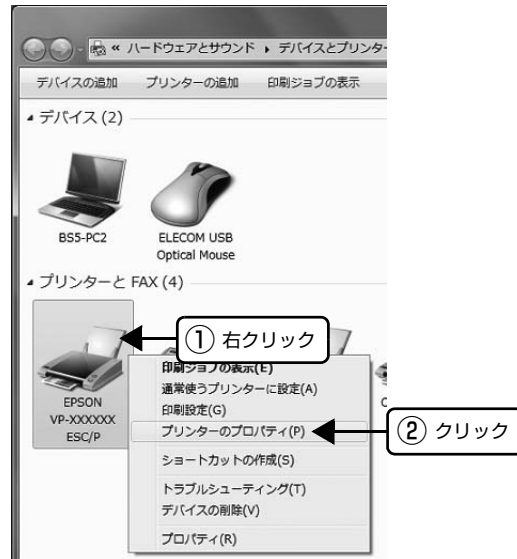 « ハードウェアとサウンド ▸ デバイスとプリンター
デバイスの追加 プリンターの追加 印刷ジョブの表示
デバイス (2)
BS5-PC2
ELECOM USB
Optical Mouse
プリンターと FAX (4)
① 右クリック
EPSON
VP-XXXXXX
ESC/P
印刷ジョブの表示(E)
通常使うプリンターに設定(A)
印刷設定(G)
プリンターのプロパティ(P)
② クリック
ショートカットの作成(S)
トラブルシューティング(T)
デバイスの削除(V)
プロパティ(R)